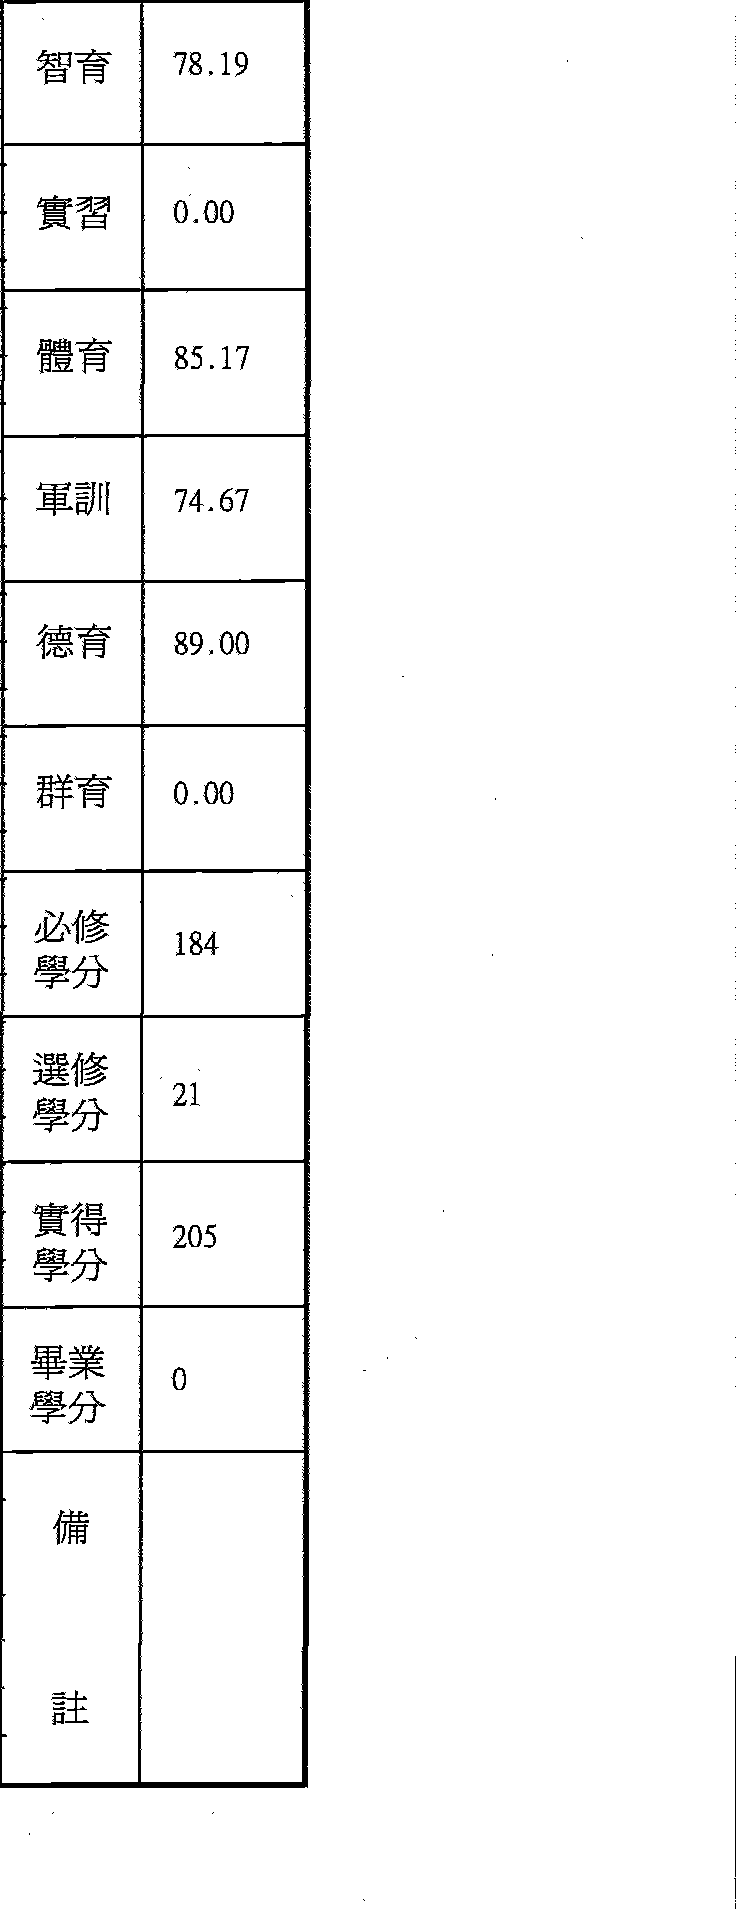 智育 78.19
實習 0.00
體育 85.17
軍訓 74.67
德育 89.00
群育 0.00
必修
學分 184
選修
學分 21
實得
學分 205
畢業
學分 0
備
註